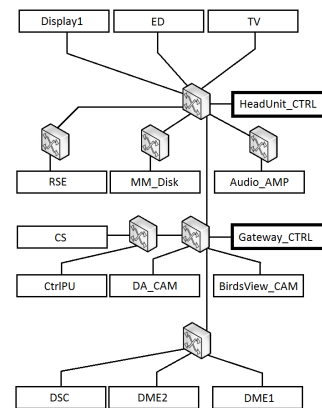 Display1
ED
TV
HeadUnit_CTRL
RSE
MM_Disk
Audio_AMP
CS
Gateway_CTRL
CtrlPU
DA_CAM
BirdsView_CAM
DSC
DME2
DME1